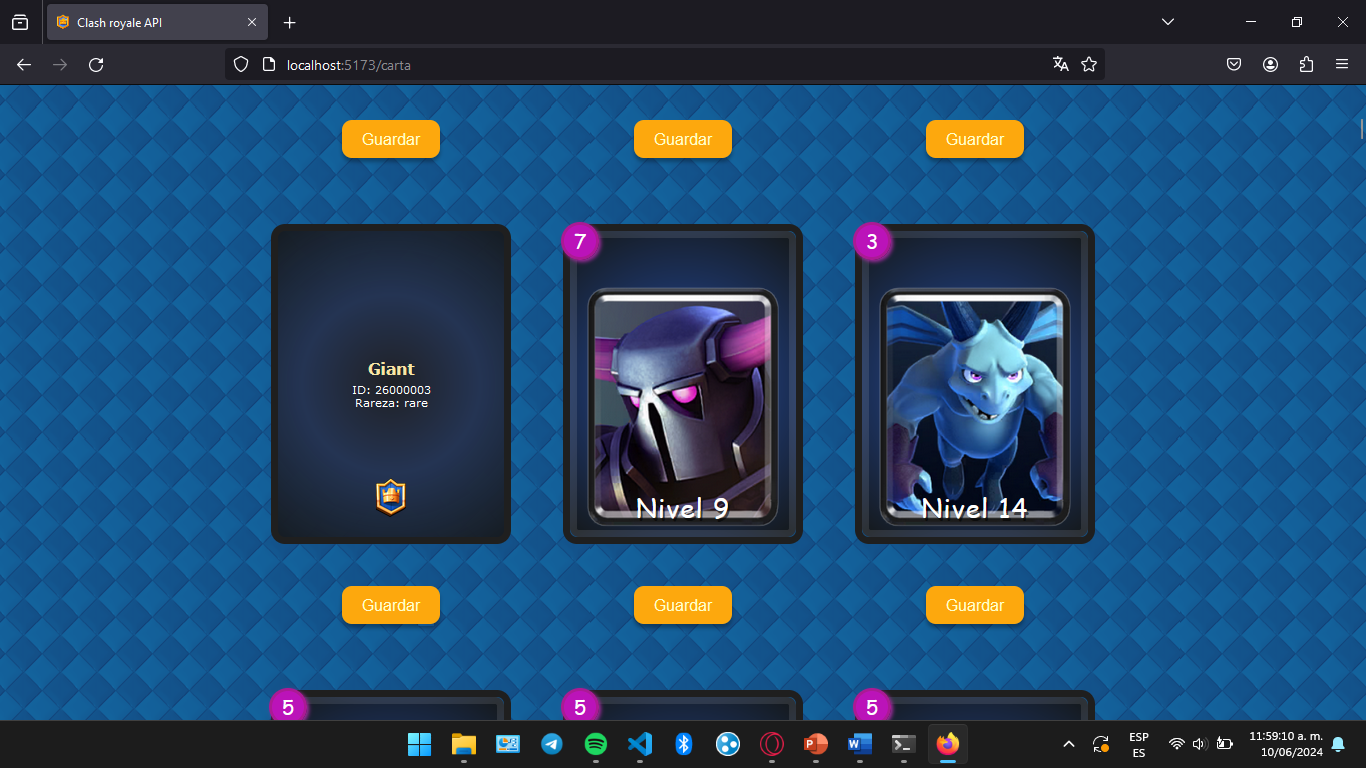 Clash royale API
localhost:5173/carta
Guardar
Guardar
Guardar
Giant
ID: 26000003
Rareza: rare
7
Nivel 9
3
Nivel 14
Guardar
Guardar
Guardar
5
5
5
ESP
ES
11:59:10 a. m.
10/06/2024